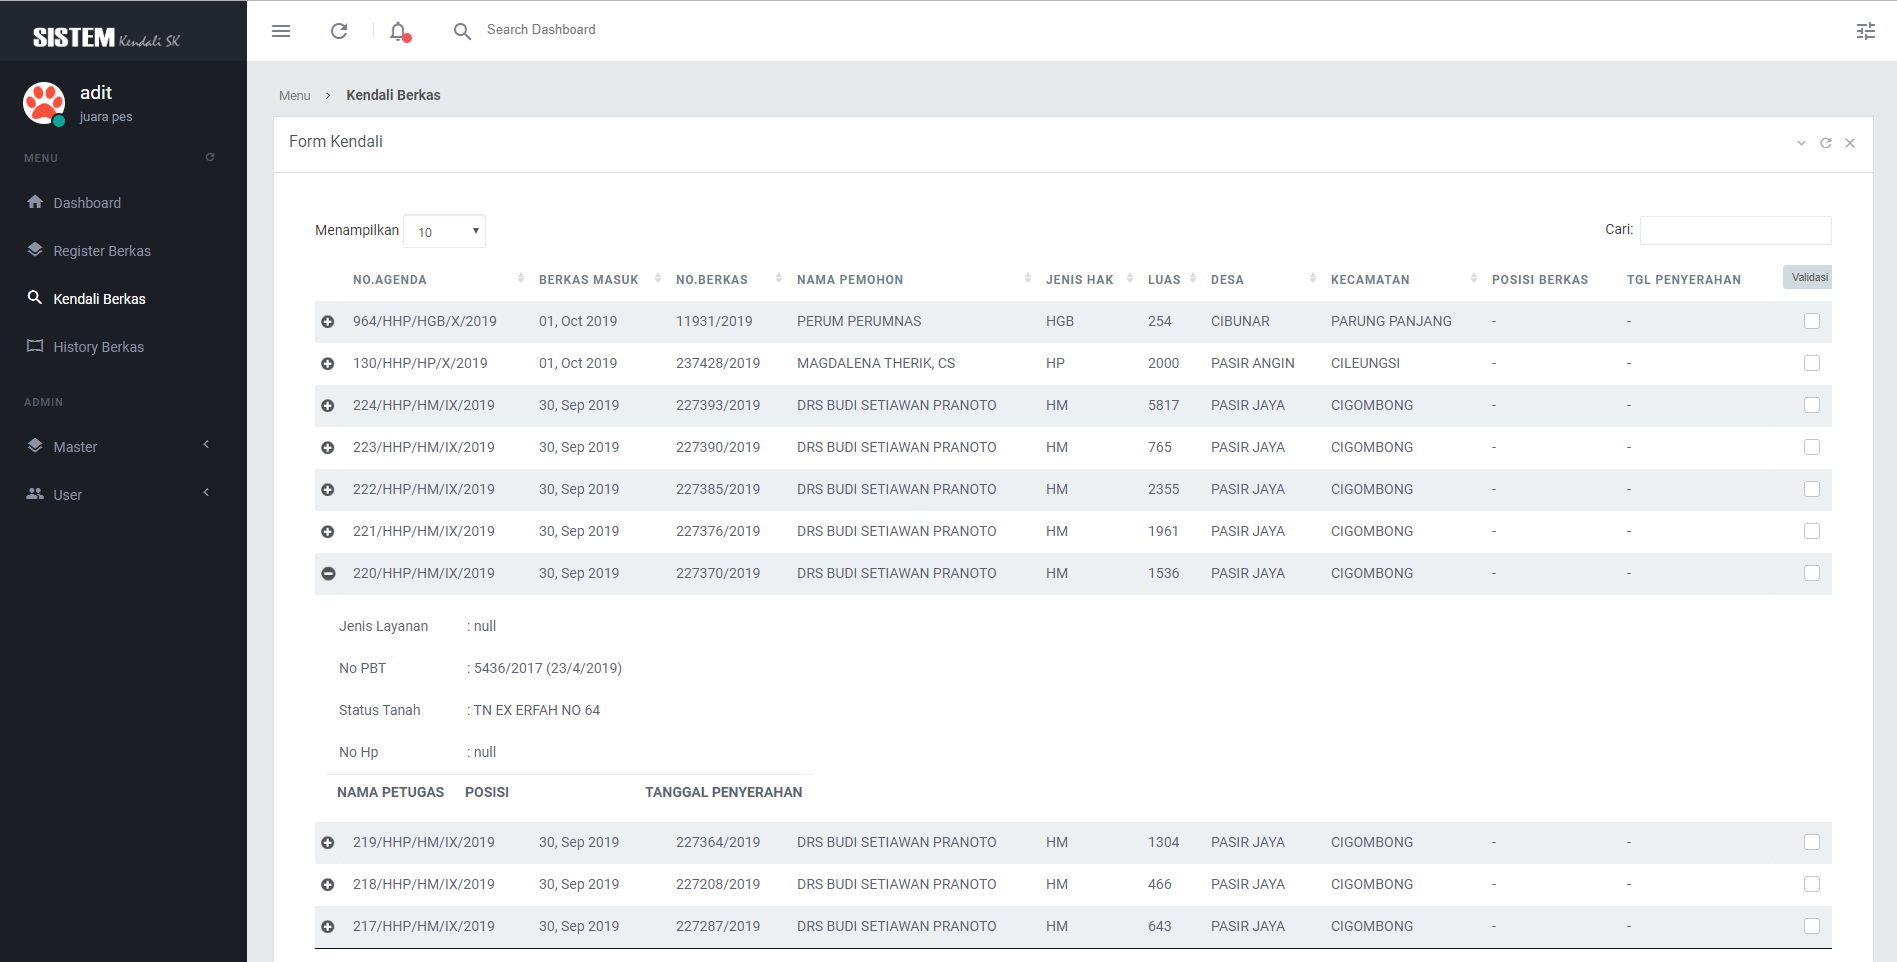 SISTEM Kendali SK
Search Dashboard
adit
juara pes
MENU
Dashboard
Register Berkas
Kendali Berkas
History Berkas
ADMIN
Master
User
Menu > Kendali Berkas
Form Kendali
Menampilkan 10
Cari:
NO.AGENDA BERKAS MASUK NO.BERKAS NAMA PEMOHON JENIS HAK LUAS DESA KECAMATAN POSISI BERKAS TGL PENYERAHAN Validasi
964/HHP/HGB/X/2019 01, Oct 2019 11931/2019 PERUM PERUMNAS HGB 254 CIBUNAR PARUNG PANJANG - -
130/HHP/HP/X/2019 01, Oct 2019 237428/2019 MAGDALENA THERIK, CS HP 2000 PASIR ANGIN CILEUNGSI - -
224/HHP/HM/IX/2019 30, Sep 2019 227393/2019 DRS BUDI SETIAWAN PRANOTO HM 5817 PASIR JAYA CIGOMBONG - -
223/HHP/HM/IX/2019 30, Sep 2019 227390/2019 DRS BUDI SETIAWAN PRANOTO HM 765 PASIR JAYA CIGOMBONG - -
222/HHP/HM/IX/2019 30, Sep 2019 227385/2019 DRS BUDI SETIAWAN PRANOTO HM 2355 PASIR JAYA CIGOMBONG - -
221/HHP/HM/IX/2019 30, Sep 2019 227376/2019 DRS BUDI SETIAWAN PRANOTO HM 1961 PASIR JAYA CIGOMBONG - -
220/HHP/HM/IX/2019 30, Sep 2019 227370/2019 DRS BUDI SETIAWAN PRANOTO HM 1536 PASIR JAYA CIGOMBONG - -
Jenis Layanan : null
No PBT : 5436/2017 (23/4/2019)
Status Tanah : TN EX ERFAH NO 64
No Hp : null
NAMA PETUGAS POSISI TANGGAL PENYERAHAN
219/HHP/HM/IX/2019 30, Sep 2019 227364/2019 DRS BUDI SETIAWAN PRANOTO HM 1304 PASIR JAYA CIGOMBONG - -
218/HHP/HM/IX/2019 30, Sep 2019 227208/2019 DRS BUDI SETIAWAN PRANOTO HM 466 PASIR JAYA CIGOMBONG - -
217/HHP/HM/IX/2019 30, Sep 2019 227287/2019 DRS BUDI SETIAWAN PRANOTO HM 643 PASIR JAYA CIGOMBONG - -